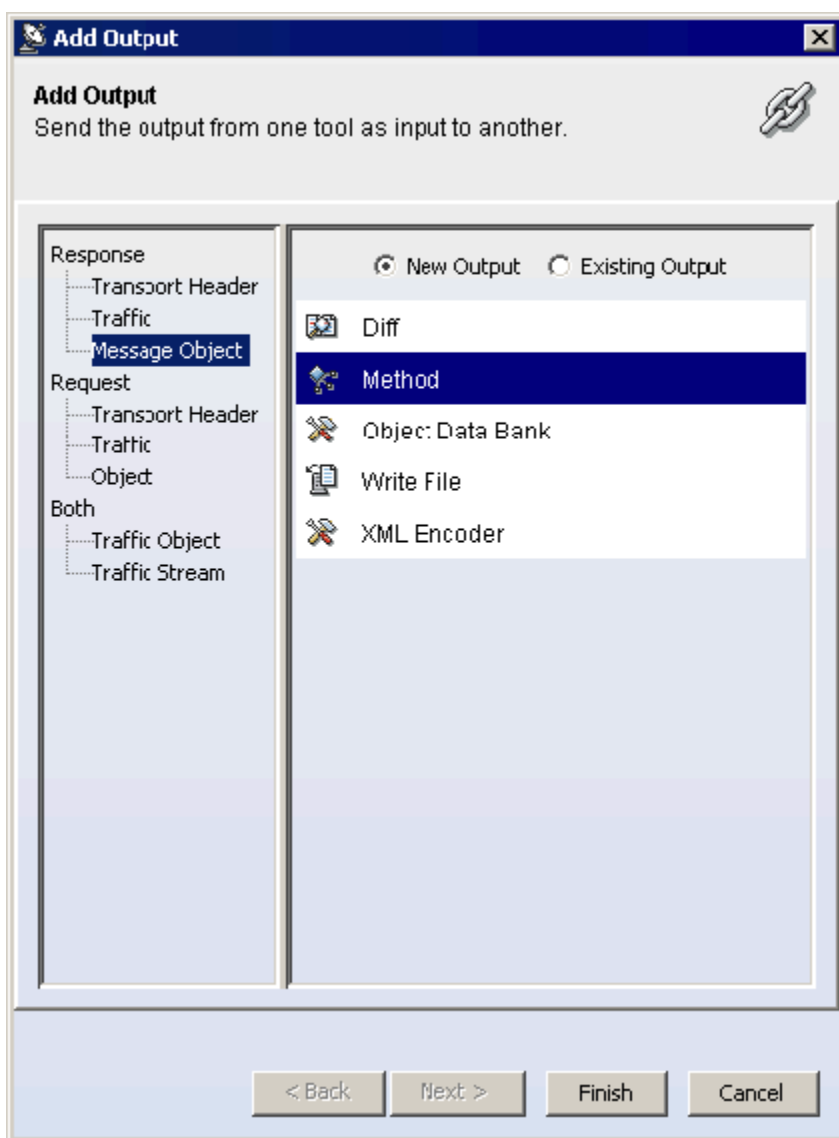 Add Output
Add Output
Send the output from one tool as input to another.
Response
Transport Header
Traffic
Message Object
Request
Transport Header
Traffic
Object
Both
Traffic Object
Traffic Stream
New Output
Existing Output
Diff
Method
Object Data Bank
Write File
XML Encoder
< Back
Next >
Finish
Cancel